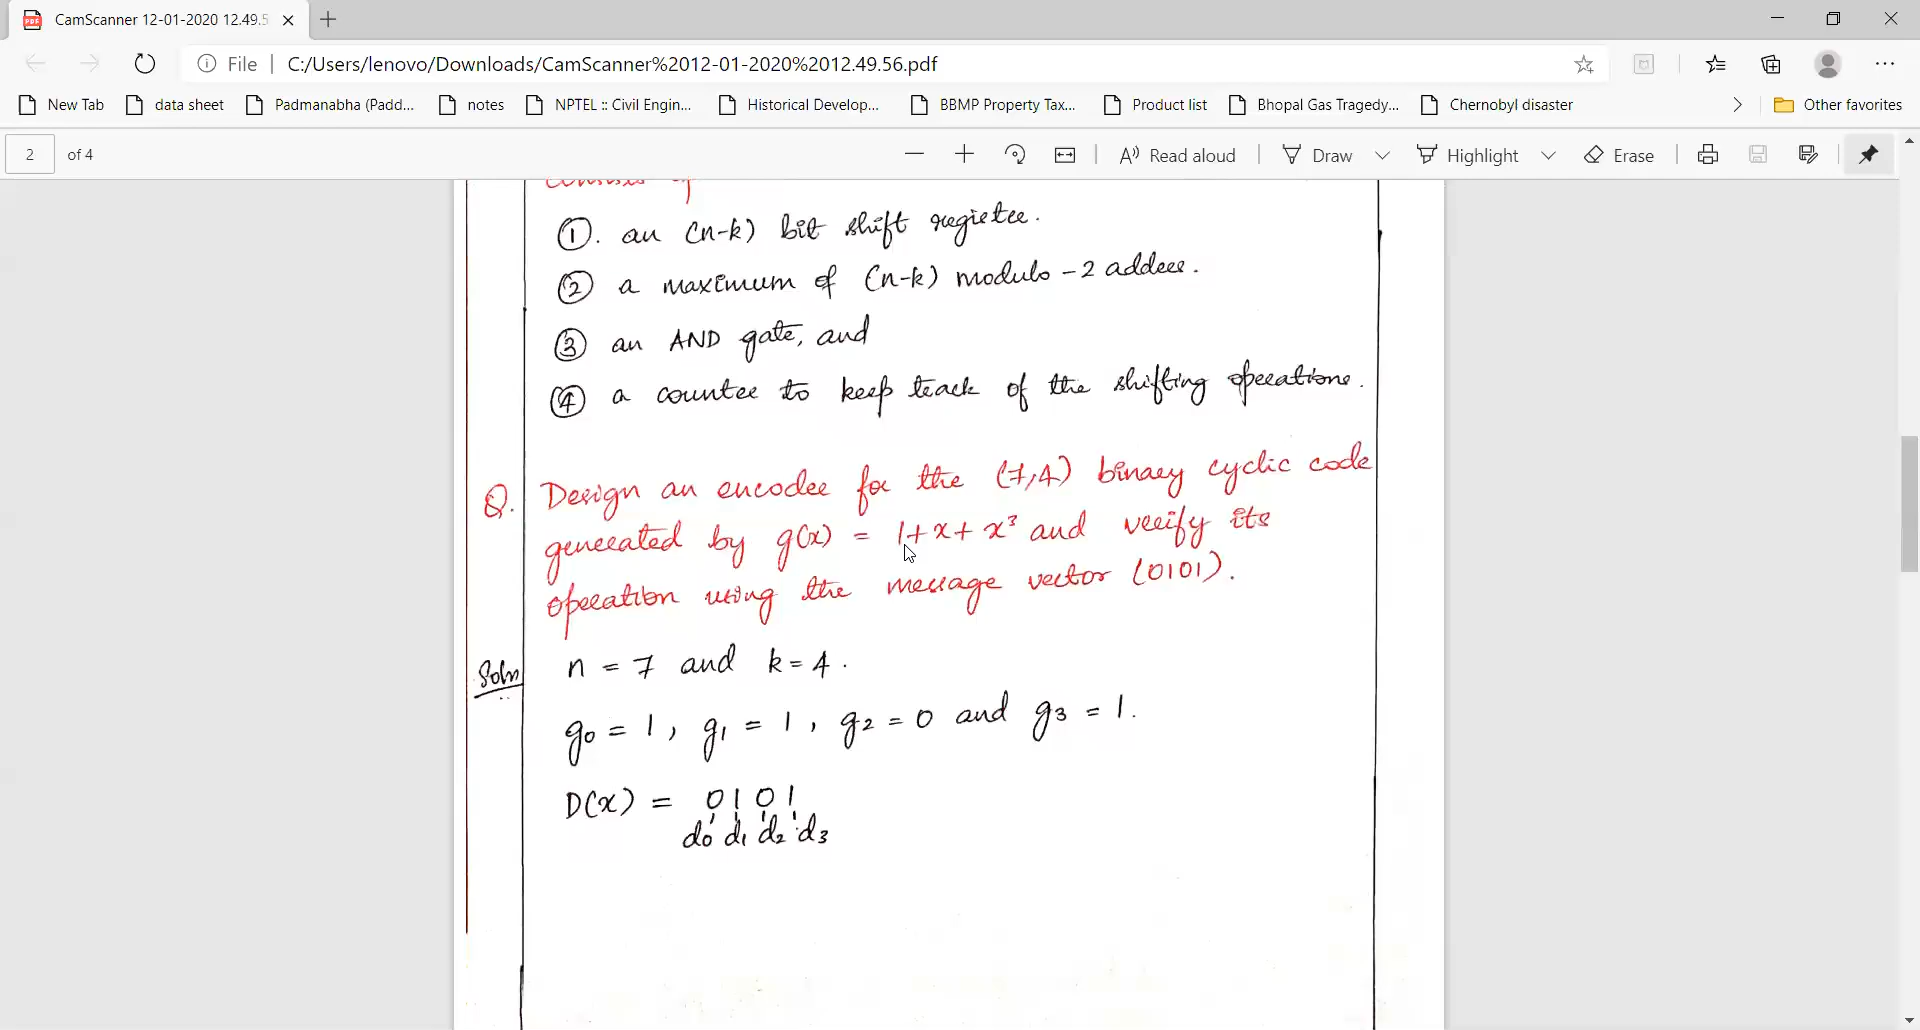 CamScanner 12-01-2020 12.49.5
File
C:/Users/lenovo/Downloads/CamScanner%2012-01-2020%2012.49.56.pdf
New Tab data sheet Padmanabha (Padd... notes NPTEL :: Civil Engin... Historical Develop... BBMP Property Tax... Product list Bhopal Gas Tragedy... Chernobyl disaster Other favorites
2 of 4 Read aloud Draw Highlight Erase
① . an (n-k) bit shift register.
② a maximum of (n-k) modulo -2 adder.
③ an AND gate, and
④ a counter to keep track of the shifting operations.
Q. Design an encoder for the (7,4) binary cyclic code
generated by g(x) = 1+x+x³ and verify its
operation using the message vector (0101).
Soln n = 7 and k=4.
g0 = 1, g1 = 1, g2 = 0 and g3 = 1.
D(x) = 0101
d0 d1 d2 d3